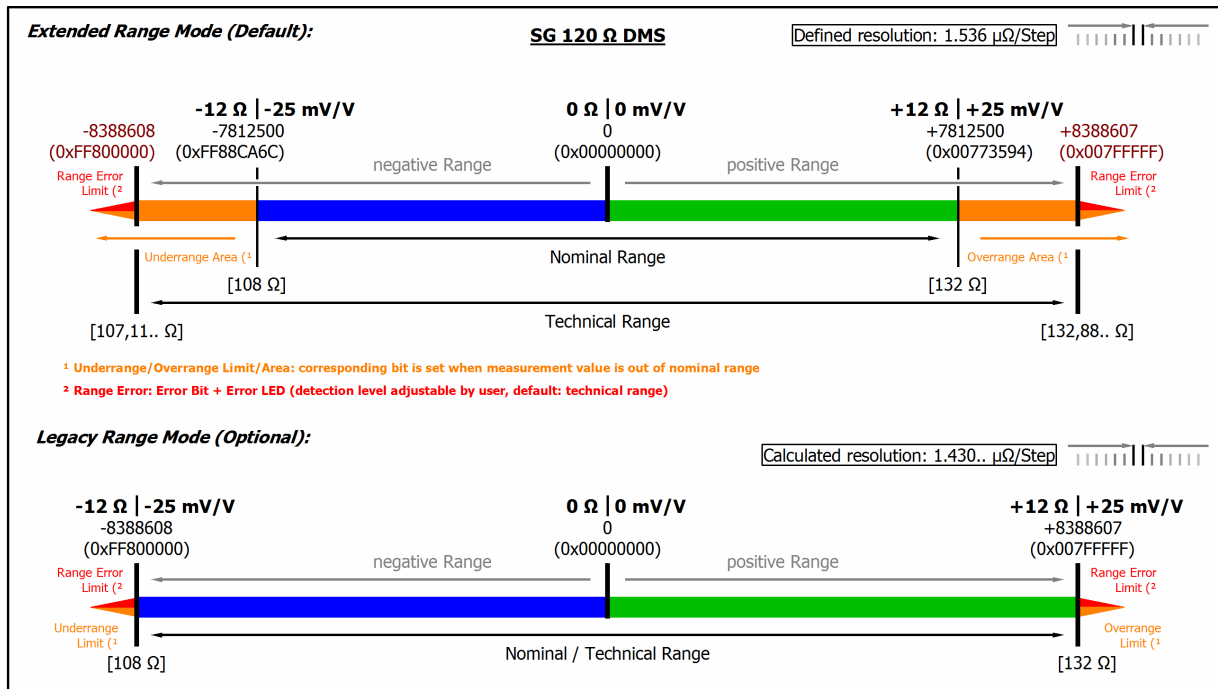 Extended Range Mode (Default):
SG 120 Ω DMS
Defined resolution: 1.536 µΩ/Step
-12 Ω | -25 mV/V
0 Ω | 0 mV/V
+12 Ω | +25 mV/V
-8388608
(0xFF800000)
-7812500
(0xFF88CA6C)
0
(0x00000000)
+7812500
(0x00773594)
+8388607
(0x007FFFFF)
negative Range
positive Range
Range Error
Limit (²
Range Error
Limit (²
Underrange Area (¹
Nominal Range
Overrange Area (¹
[108 Ω]
[132 Ω]
Technical Range
[107,11.. Ω]
[132,88.. Ω]
¹ Underrange/Overrange Limit/Area: corresponding bit is set when measurement value is out of nominal range
² Range Error: Error Bit + Error LED (detection level adjustable by user, default: technical range)
Legacy Range Mode (Optional):
Calculated resolution: 1.430.. µΩ/Step
-12 Ω | -25 mV/V
0 Ω | 0 mV/V
+12 Ω | +25 mV/V
-8388608
(0xFF800000)
0
(0x00000000)
+8388607
(0x007FFFFF)
negative Range
positive Range
Range Error
Limit (²
Range Error
Limit (²
Underrange
Limit (¹
Overrange
Limit (¹
[108 Ω]
Nominal / Technical Range
[132 Ω]